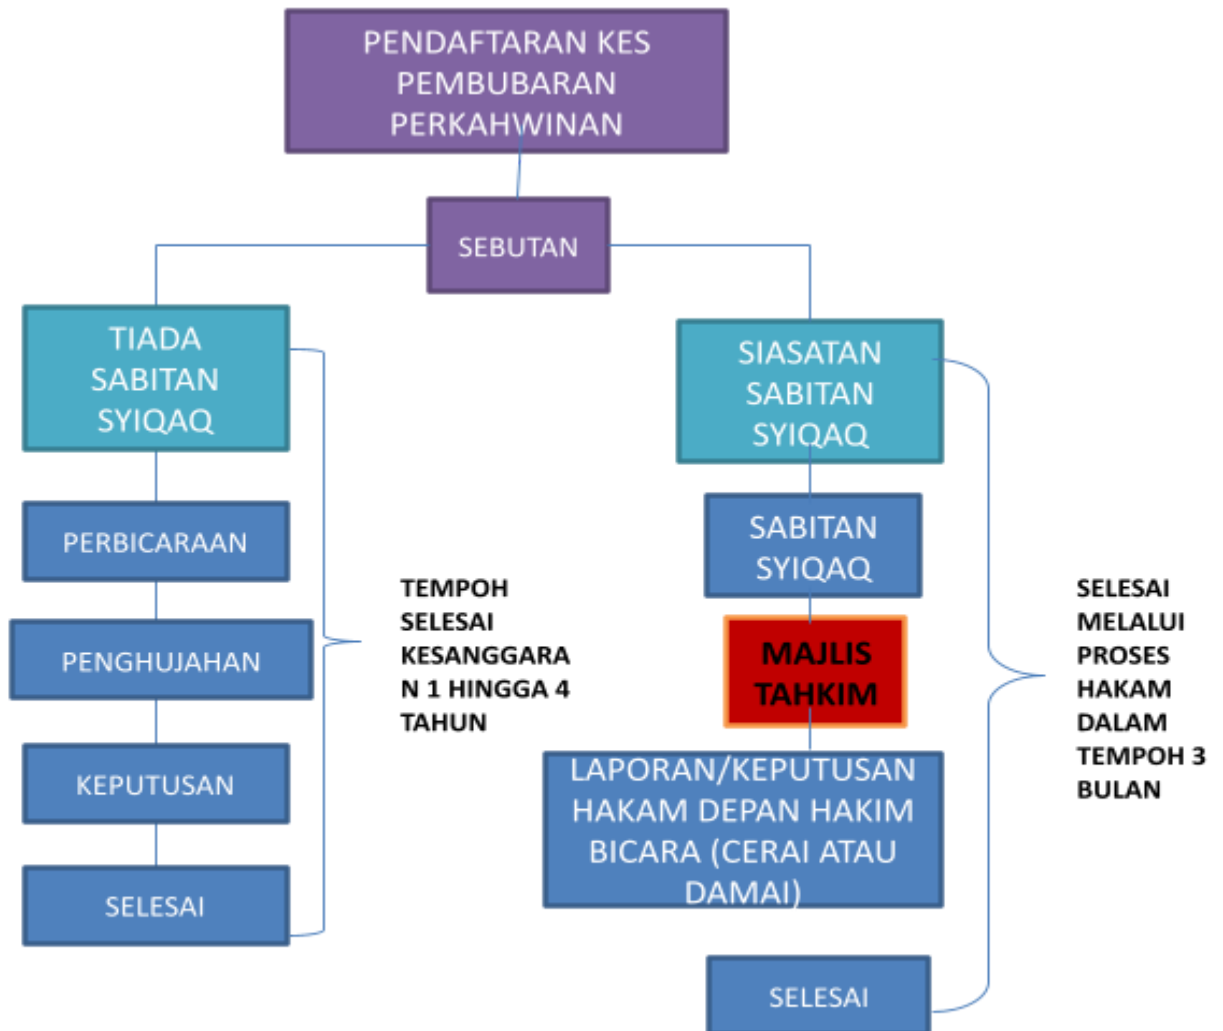 PENDAFTARAN KES
PEMBUBARAN
PERKAHWINAN
SEBUTAN
TIADA
SABITAN
SYIQAQ
PERBICARAAN
PENGHUJAHAN
KEPUTUSAN
SELESAI
TEMPOH
SELESAI
KESANGGARA
N 1 HINGGA 4
TAHUN
SIASATAN
SABITAN
SYIQAQ
SABITAN
SYIQAQ
MAJLIS
TAHKIM
LAPORAN/KEPUTUSAN
HAKAM DEPAN HAKIM
BICARA (CERAI ATAU
DAMAI)
SELESAI
SELESAI
MELALUI
PROSES
HAKAM
DALAM
TEMPOH 3
BULAN